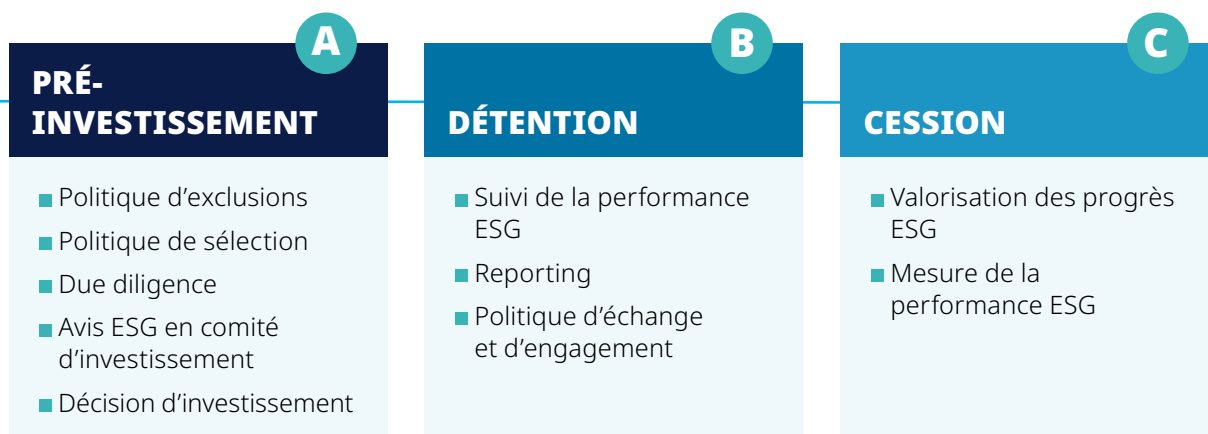 A
PRÉ-
INVESTISSEMENT
Politique d’exclusions
Politique de sélection
Due diligence
Avis ESG en comité
d’investissement
Décision d’investissement
B
DÉTENTION
Suivi de la performance
ESG
Reporting
Politique d’échange
et d’engagement
C
CESSION
Valorisation des progrès
ESG
Mesure de la
performance ESG